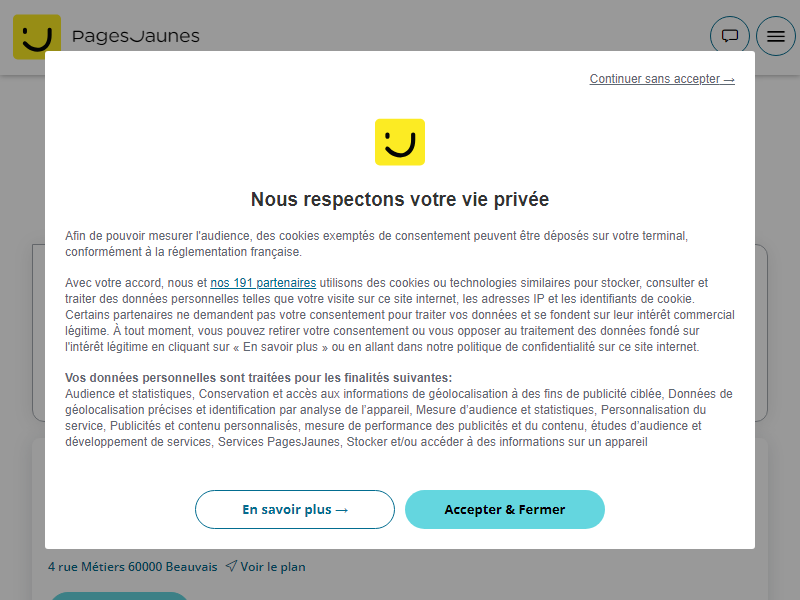 PagesJaunes
Continuer sans accepter →
Nous respectons votre vie privée
Afin de pouvoir mesurer l'audience, des cookies exemptés de consentement peuvent être déposés sur votre terminal,
conformément à la réglementation française.
Avec votre accord, nous et nos 191 partenaires utilisons des cookies ou technologies similaires pour stocker, consulter et
traiter des données personnelles telles que votre visite sur ce site internet, les adresses IP et les identifiants de cookie.
Certains partenaires ne demandent pas votre consentement pour traiter vos données et se fondent sur leur intérêt commercial
légitime. À tout moment, vous pouvez retirer votre consentement ou vous opposer au traitement des données fondé sur
l'intérêt légitime en cliquant sur « En savoir plus » ou en allant dans notre politique de confidentialité sur ce site internet.
Vos données personnelles sont traitées pour les finalités suivantes:
Audience et statistiques, Conservation et accès aux informations de géolocalisation à des fins de publicité ciblée, Données de
géolocalisation précises et identification par analyse de l'appareil, Mesure d'audience et statistiques, Personnalisation du
service, Publicités et contenu personnalisés, mesure de performance des publicités et du contenu, études d'audience et
développement de services, Services PagesJaunes, Stocker et/ou accéder à des informations sur un appareil
En savoir plus →
Accepter & Fermer
4 rue Métiers 60000 Beauvais Voir le plan